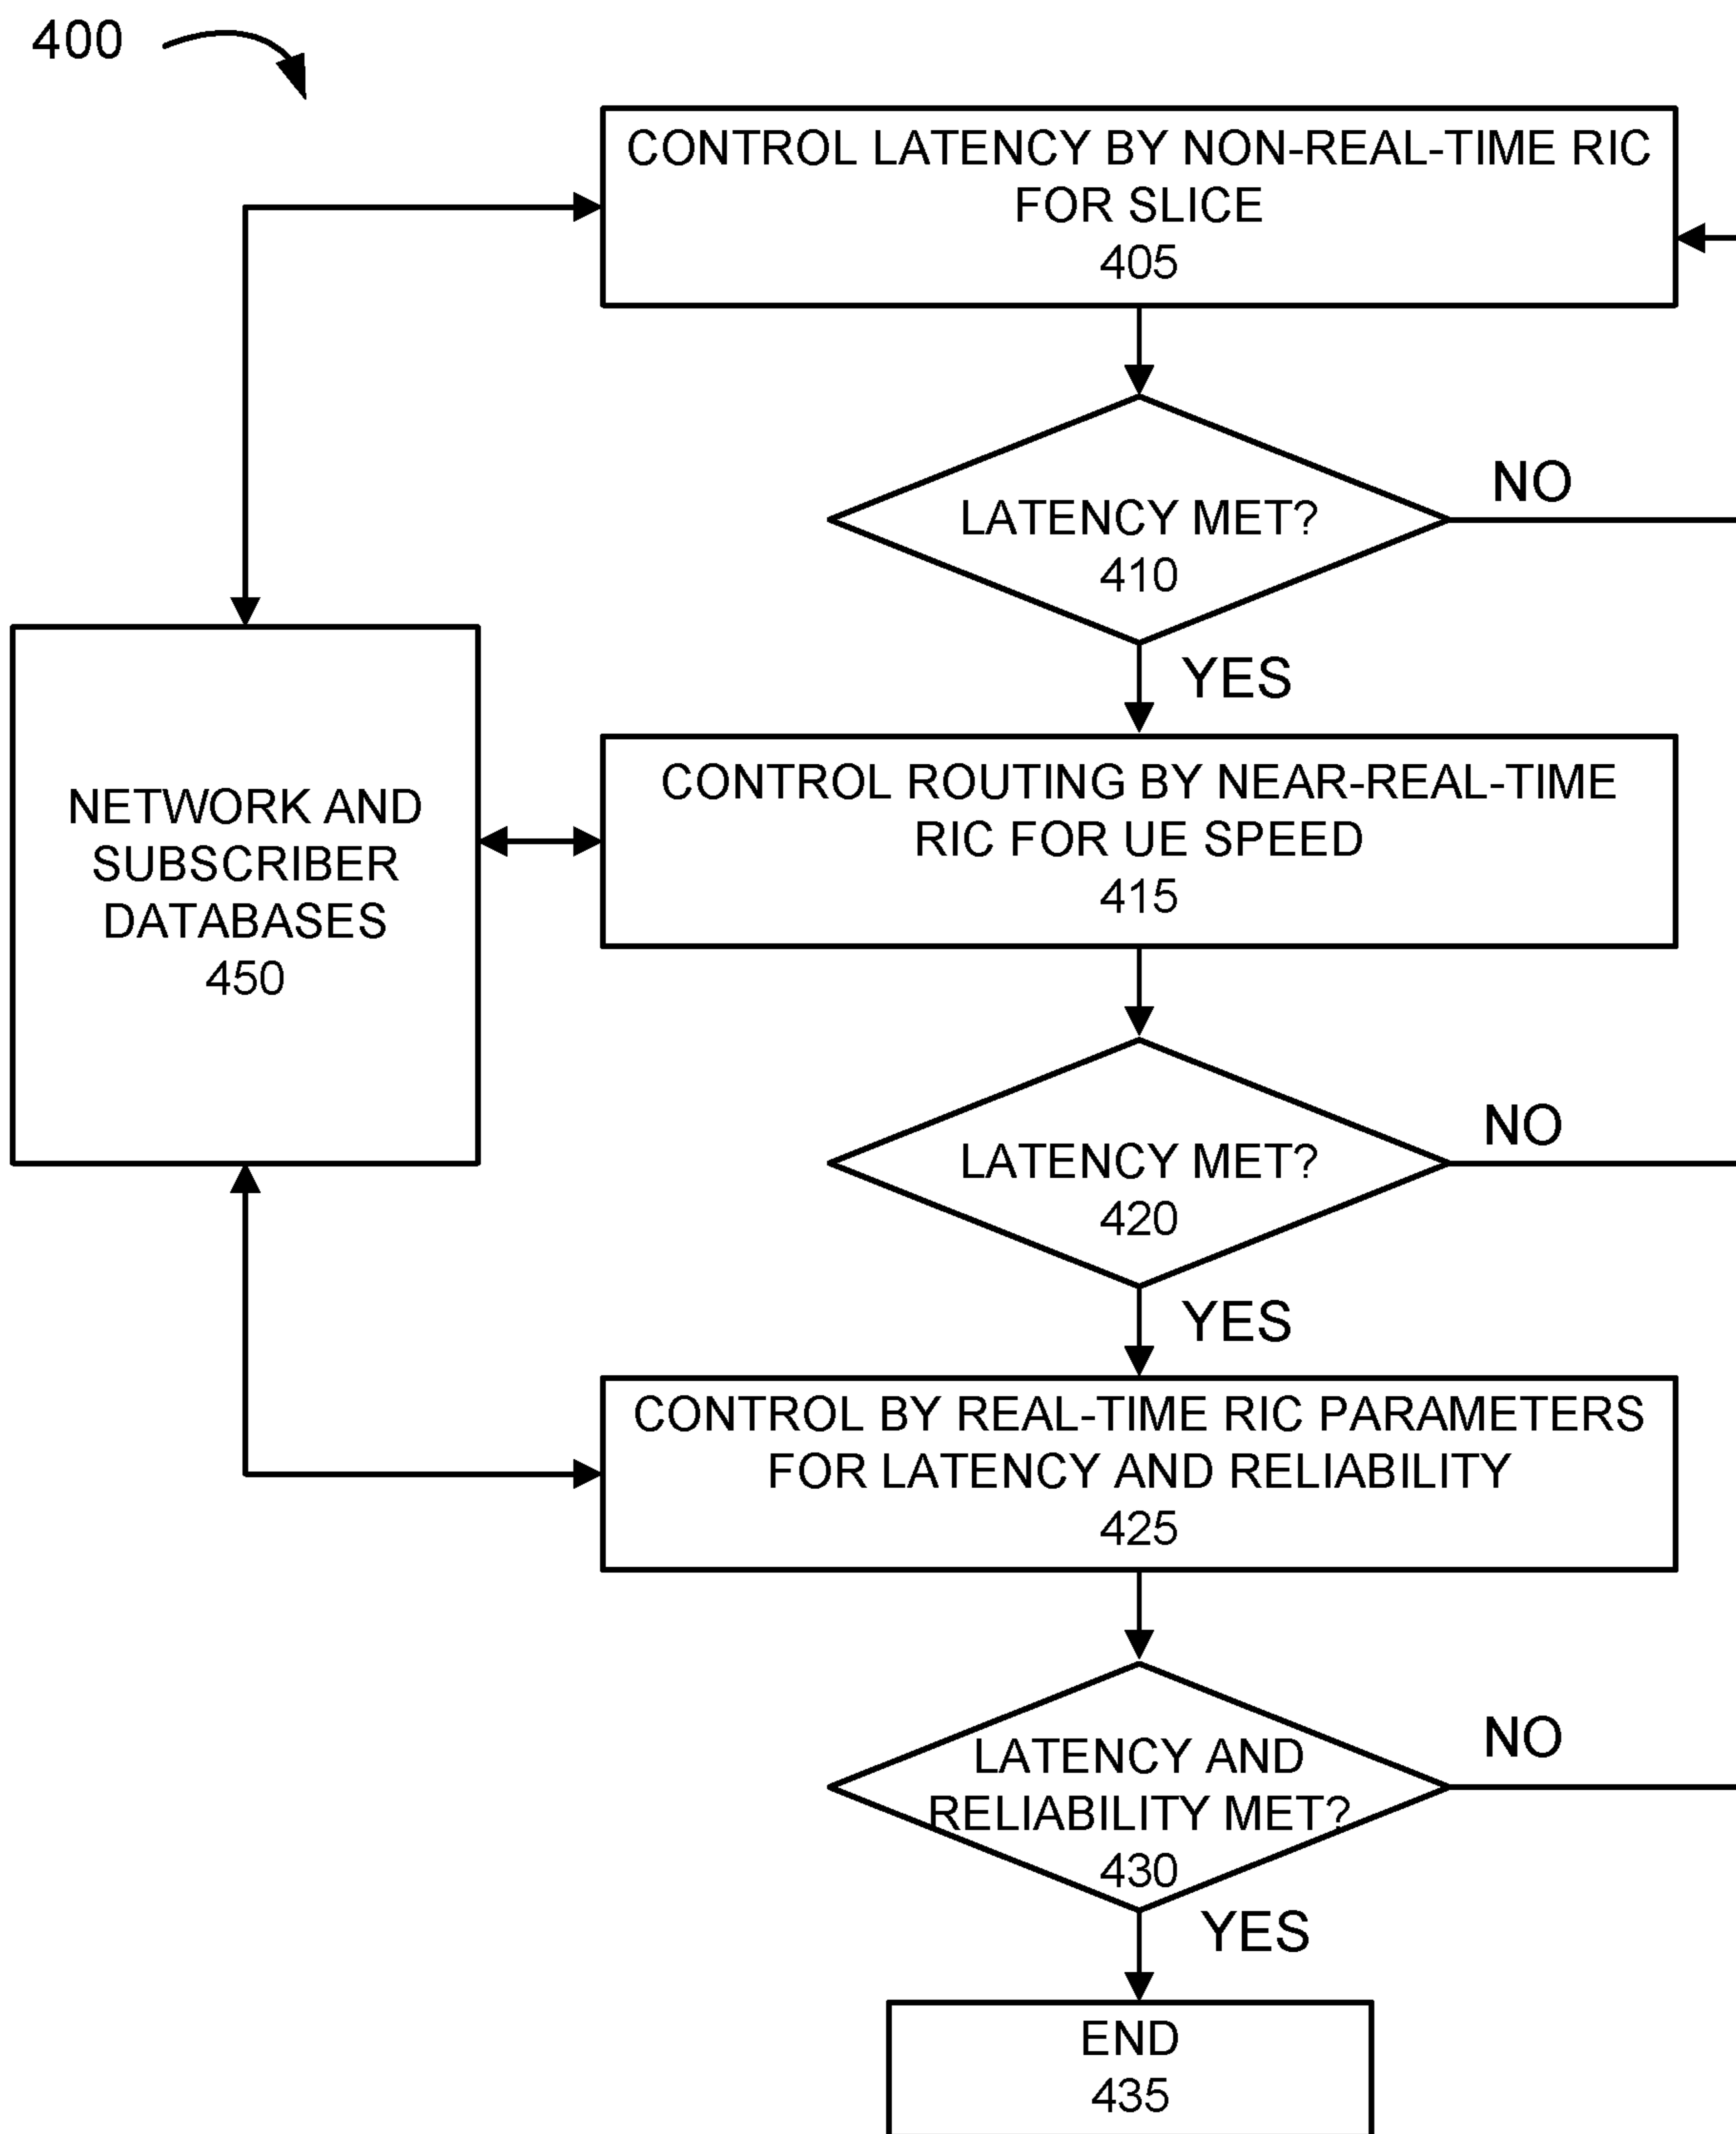 400
CONTROL LATENCY BY NON-REAL-TIME RIC
FOR SLICE
405
LATENCY MET?
410
NO
YES
NETWORK AND
SUBSCRIBER
DATABASES
450
CONTROL ROUTING BY NEAR-REAL-TIME
RIC FOR UE SPEED
415
LATENCY MET?
420
NO
YES
CONTROL BY REAL-TIME RIC PARAMETERS
FOR LATENCY AND RELIABILITY
425
LATENCY AND
RELIABILITY MET?
430
NO
YES
END
435